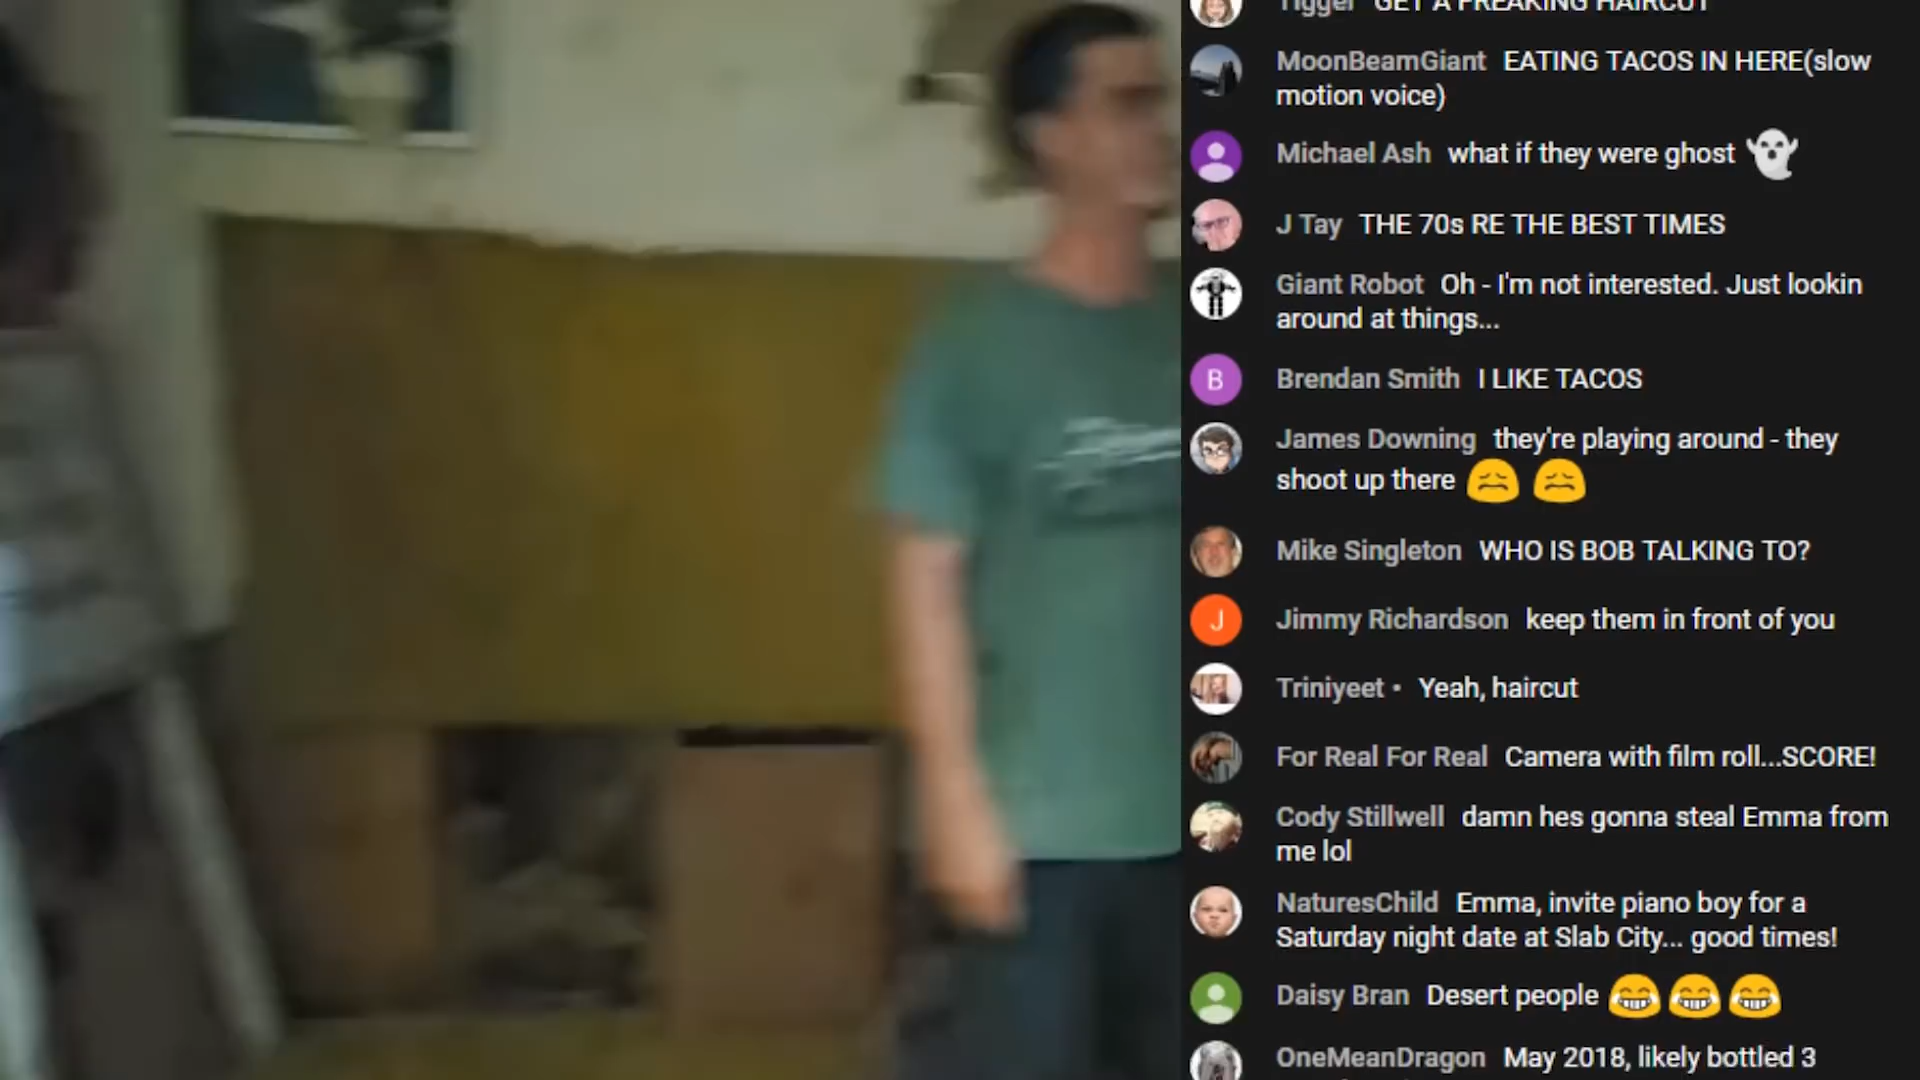 Tigger GET A FREAKING HAIRCUT
MoonBeamGiant EATING TACOS IN HERE(slow
motion voice)
Michael Ash what if they were ghost
J Tay THE 70s RE THE BEST TIMES
Giant Robot Oh - I'm not interested. Just lookin
around at things...
B Brendan Smith I LIKE TACOS
James Downing they're playing around - they
shoot up there
Mike Singleton WHO IS BOB TALKING TO?
J Jimmy Richardson keep them in front of you
Triniyeet • Yeah, haircut
For Real For Real Camera with film roll...SCORE!
Cody Stillwell damn hes gonna steal Emma from
me lol
NaturesChild Emma, invite piano boy for a
Saturday night date at Slab City... good times!
Daisy Bran Desert people
OneMeanDragon May 2018, likely bottled 3